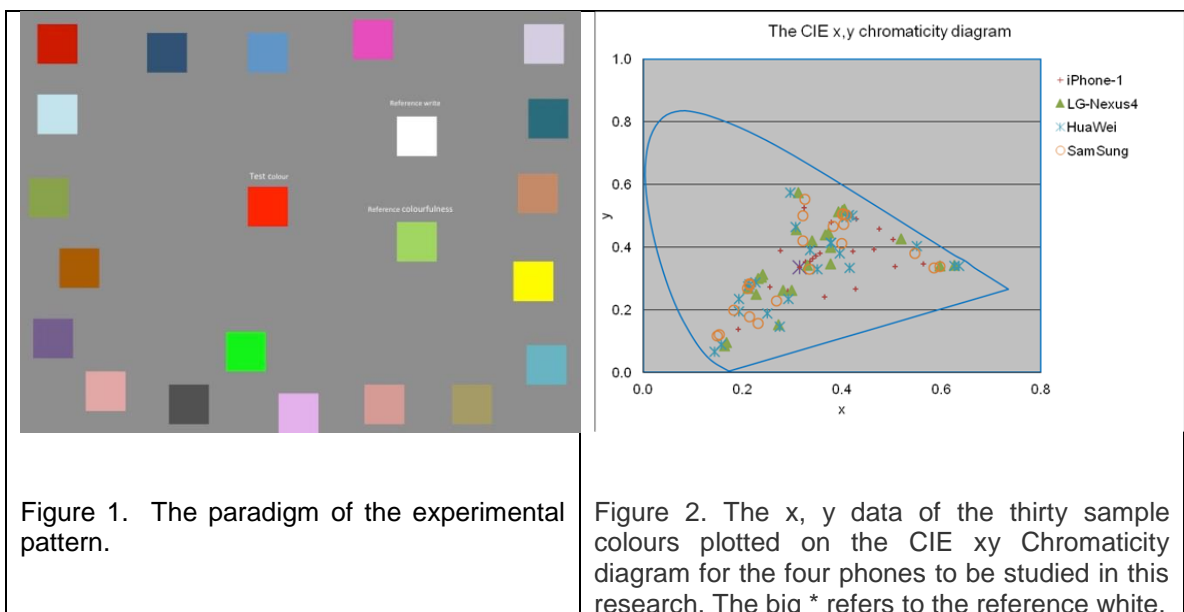 Reference write
Test colour
Reference colourfulness
Figure 1. The paradigm of the experimental
pattern.
The CIE x,y chromaticity diagram
1.0
0.8
0.6
0.4
0.2
0.0
y
0.0 0.2 0.4 0.6 0.8
x
iPhone-1
LG-Nexus4
HuaWei
SamSung
Figure 2. The x, y data of the thirty sample
colours plotted on the CIE xy Chromaticity
diagram for the four phones to be studied in this
research. The big * refers to the reference white.